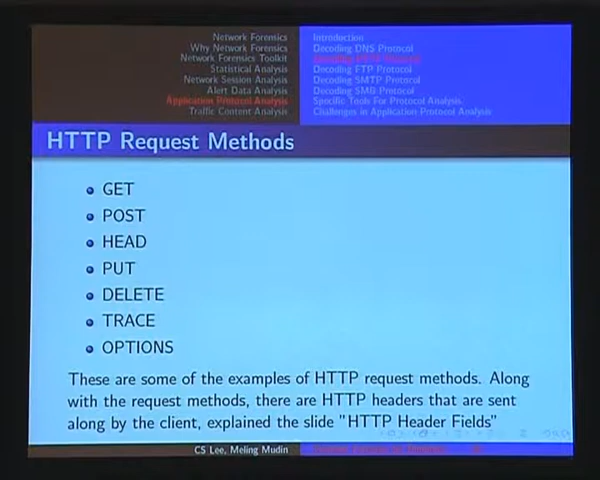 Network Forensics
Why Network Forensics
Network Forensics Toolkit
Statistical Analysis
Network Session Analysis
Alert Data Analysis
Application Protocol Analysis
Traffic Content Analysis
Introduction
Decoding DNS Protocol
Decoding HTTP Protocol
Decoding FTP Protocol
Decoding SMTP Protocol
Decoding SMB Protocol
Specific Tools For Protocol Analysis
Challenges in Application Protocol Analysis
HTTP Request Methods
GET
POST
HEAD
PUT
DELETE
TRACE
OPTIONS
These are some of the examples of HTTP request methods. Along
with the request methods, there are HTTP headers that are sent
along by the client, explained the slide "HTTP Header Fields"
CS Lee, Meling Mudin